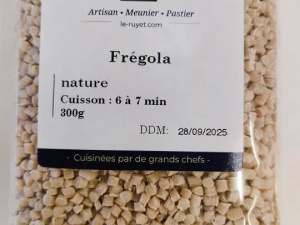 Artisan • Meunier • Pastier
le-ruyet.com
Frégola
nature
Cuisson : 6 à 7 min
300g
DDM: 28/09/2025
- Cuisinées par de grands chefs -